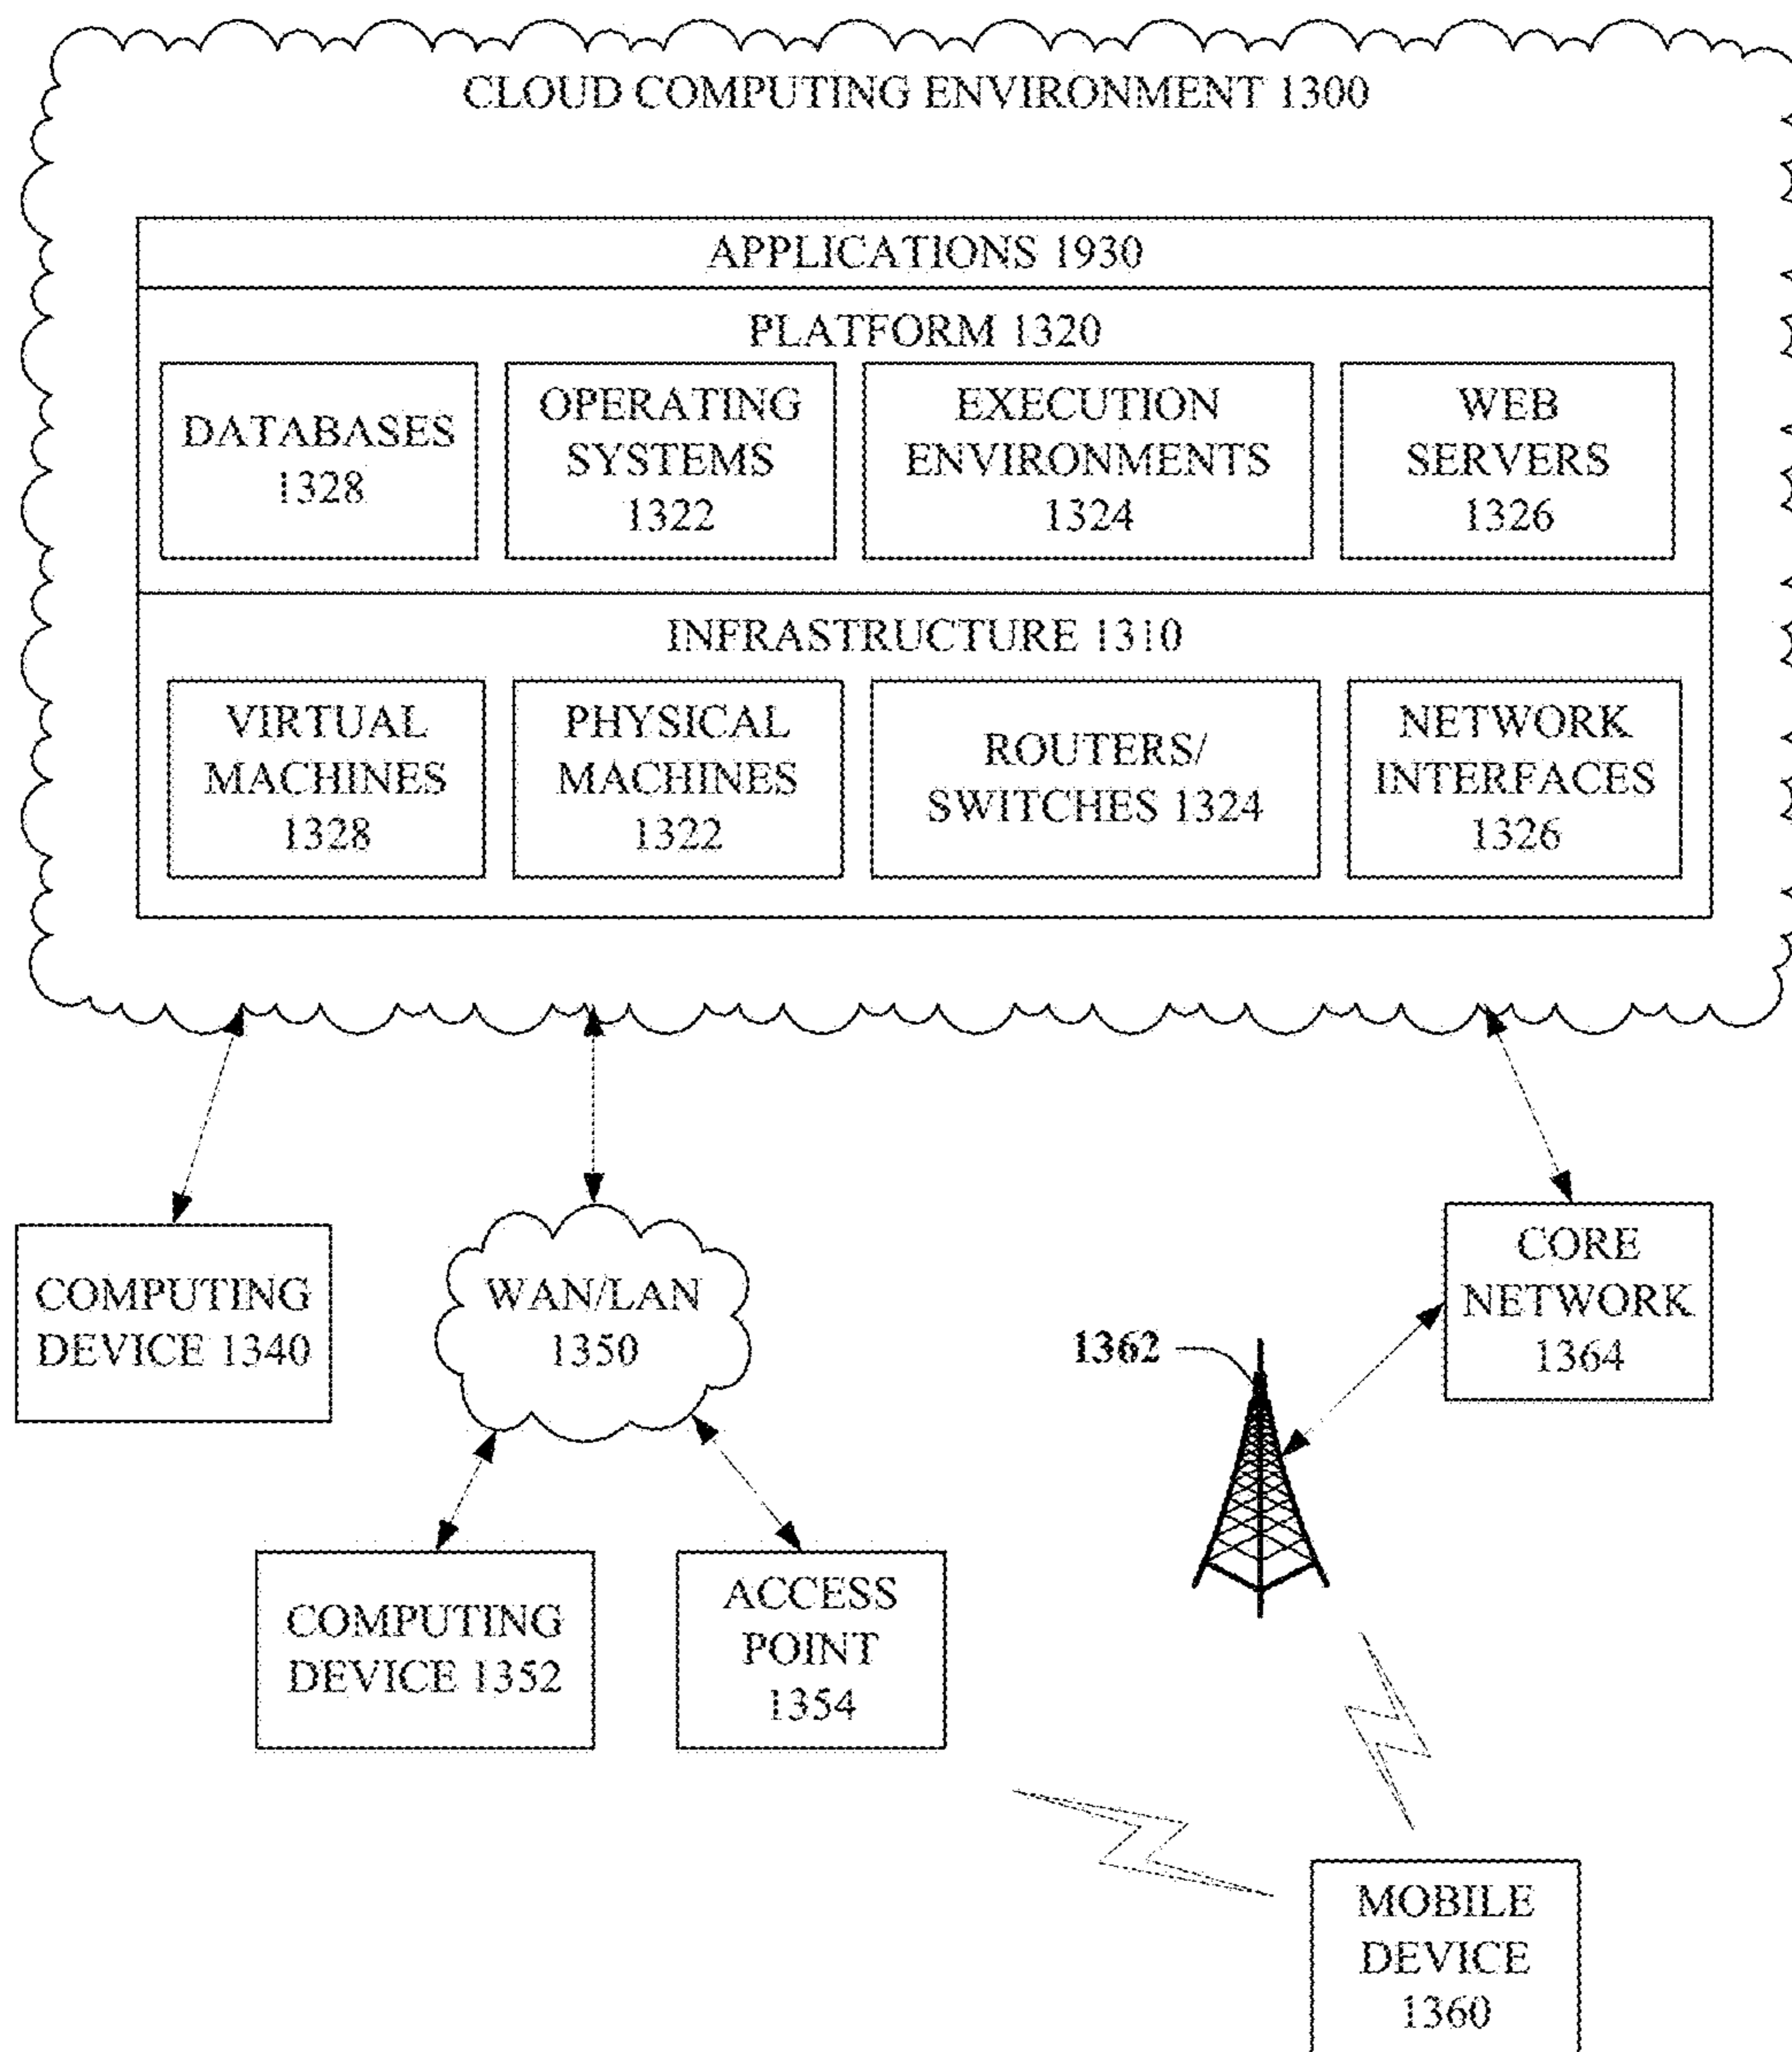 CLOUD COMPUTING ENVIRONMENT 1300
APPLICATIONS 1930
PLATFORM 1320
DATABASES
1328
OPERATING
SYSTEMS
1322
EXECUTION
ENVIRONMENTS
1324
WEB
SERVERS
1326
INFRASTRUCTURE 1310
VIRTUAL
MACHINES
1328
PHYSICAL
MACHINES
1322
ROUTERS/
SWITCHES 1324
NETWORK
INTERFACES
1326
COMPUTING
DEVICE 1340
WAN/LAN
1350
1362
CORE
NETWORK
1364
COMPUTING
DEVICE 1352
ACCESS
POINT
1354
MOBILE
DEVICE
1360